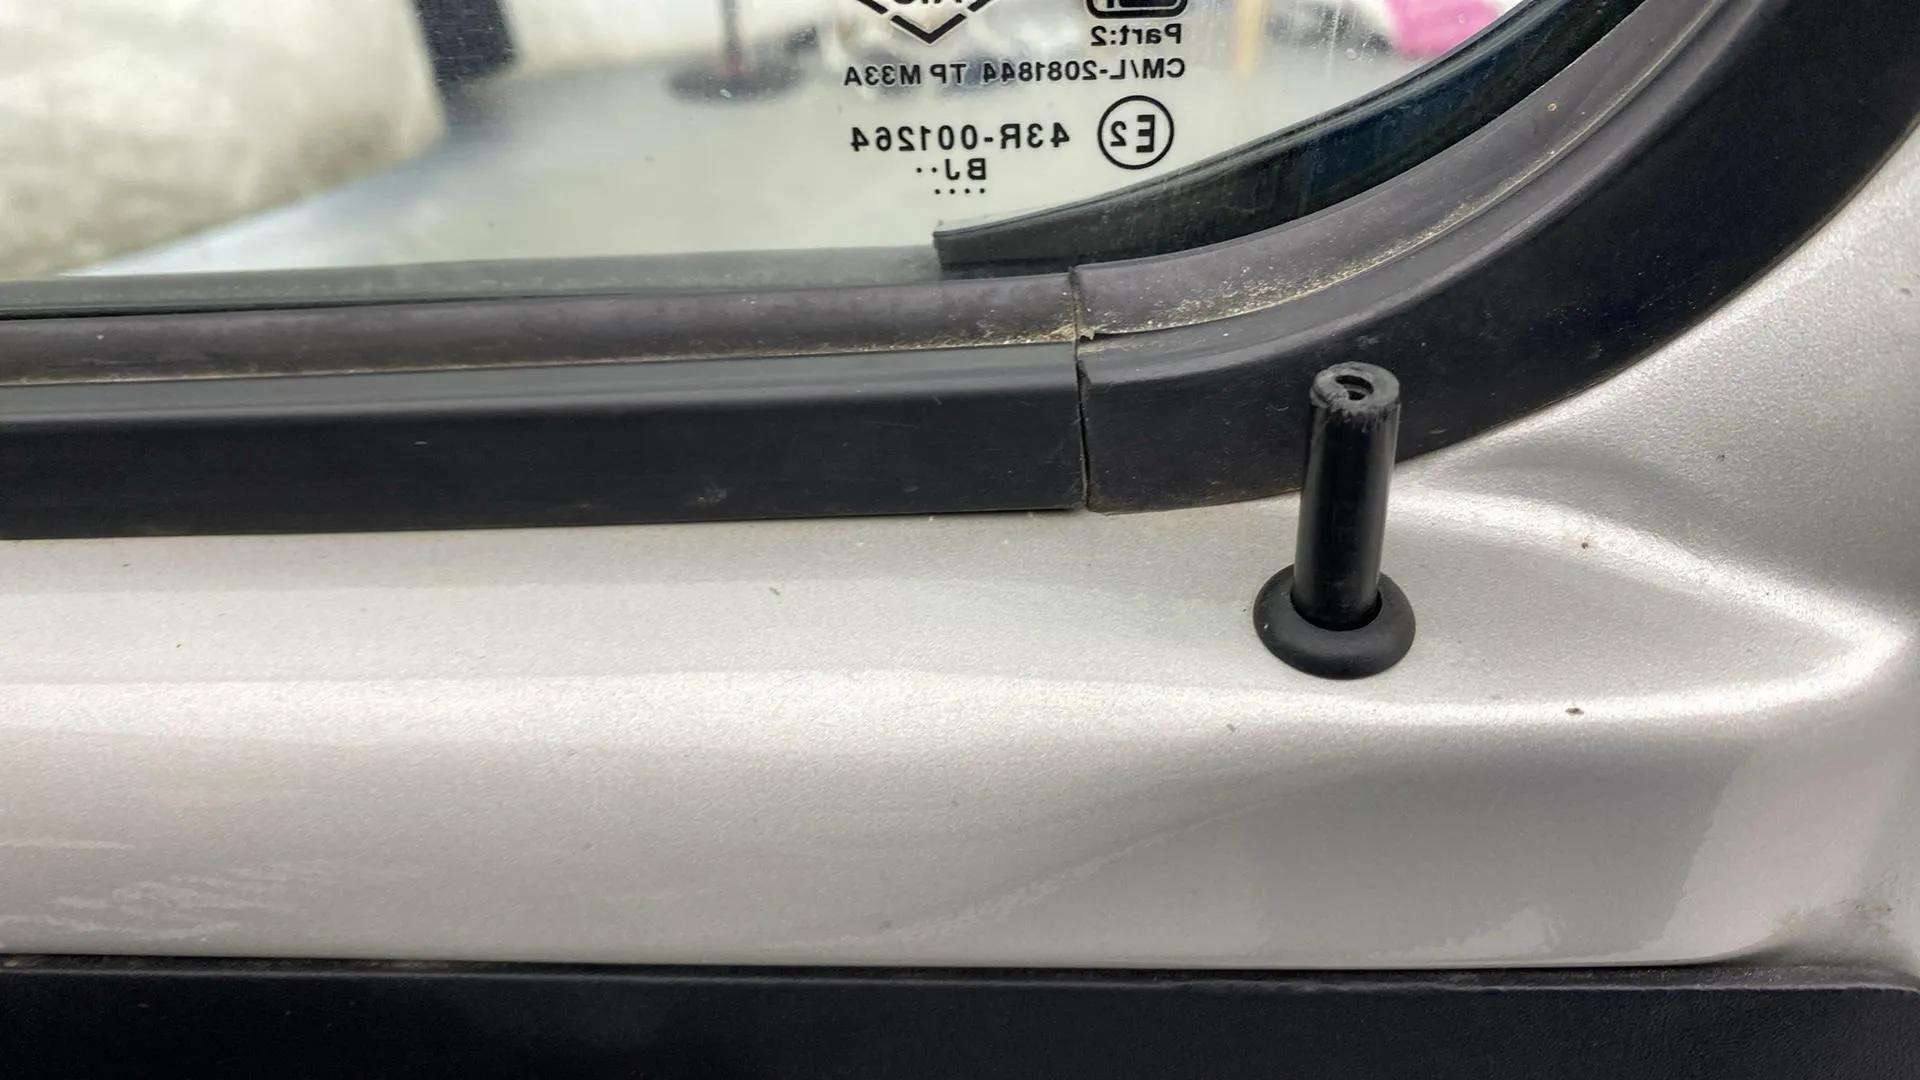 Part:2
CM/L-2081844 TP M33A
E2 43R-001264
BJ··
····